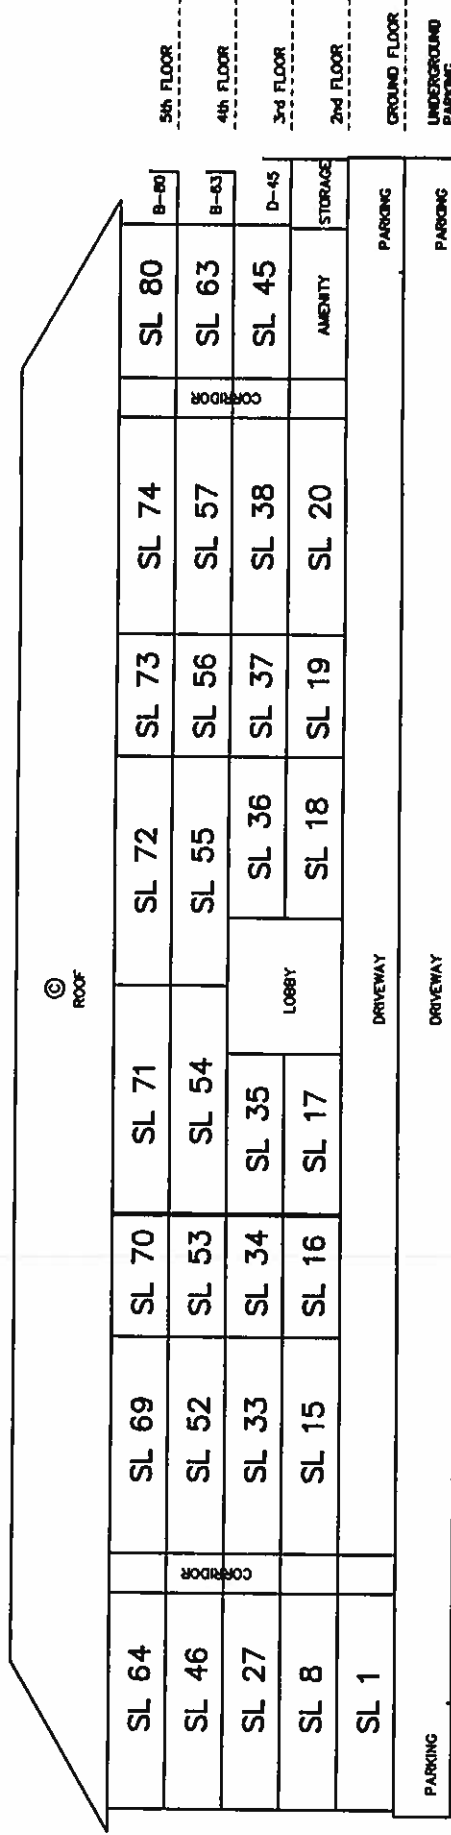 © ROOF
SL 64 SL 69 SL 70 SL 71 SL 72 SL 73 SL 74 SL 80 B-80 5th FLOOR
SL 46 SL 52 SL 53 SL 54 SL 55 SL 56 SL 57 SL 63 B-63 4th FLOOR
CORRIDOR CORRIDOR
SL 27 SL 33 SL 34 SL 35 SL 36 SL 37 SL 38 SL 45 D-45 3rd FLOOR
LOBBY
SL 8 SL 15 SL 16 SL 17 SL 18 SL 19 SL 20 AMENITY STORAGE 2nd FLOOR
SL 1 DRIVEWAY PARKING GROUND FLOOR
PARKING DRIVEWAY PARKING UNDERGROUND PARKING